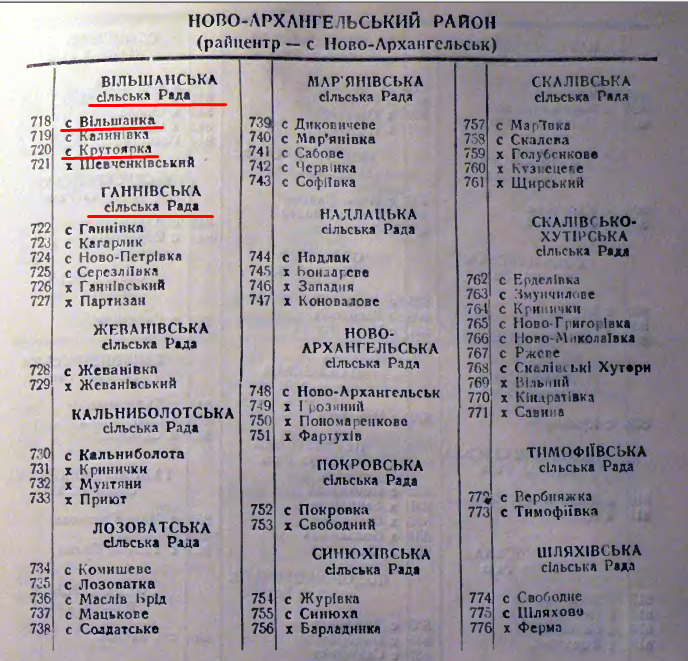 НОВО-АРХАНГЕЛЬСЬКИЙ РАЙОН
(райцентр — с Ново-Архангельськ)
ВІЛЬШАНСЬКА
сільська Рада
718 с Вільшанка
719 с Калинівка
720 с Крутоярка
721 х Шевченківський
ГАННІВСЬКА
сільська Рада
722 с Ганнівка
723 с Кагарлик
724 с Ново-Петрівка
725 с Серезліївка
726 х Ганнівський
727 х Партизан
ЖЕВАНІВСЬКА
сільська Рада
728 с Жеванівка
729 х Жеванівський
КАЛЬНИБОЛОТСЬКА
сільська Рада
730 с Кальниболота
731 х Кринички
732 х Мунтяни
733 х Приют
ЛОЗОВАТСЬКА
сільська Рада
734 с Комишеве
735 с Лозоватка
736 с Маслів Брід
737 с Мацькове
738 с Солдатське
МАР'ЯНІВСЬКА
сільська Рада
739 с Диковичеве
740 с Мар'янівка
741 с Сабове
742 с Червінка
743 с Софіївка
НАДЛАЦЬКА
сільська Рада
744 с Надлак
745 х Бондареве
746 х Западня
747 х Коновалове
НОВО-
АРХАНГЕЛЬСЬКА
сільська Рада
748 с Ново-Архангельськ
749 х Грозиний
750 х Пономаренкове
751 х Фартухів
ПОКРОВСЬКА
сільська Рада
752 с Покровка
753 х Свободний
СИНЮХІВСЬКА
сільська Рада
754 с Журівка
755 с Синюха
756 х Барладинка
СКАЛІВСЬКА
сільська Рада
757 с Мар'ївка
758 с Скалева
759 х Голубенкове
760 х Кузнецеве
761 х Щирський
СКАЛІВСЬКО-
ХУТІРСЬКА
сільська Рада
762 с Ерделівка
763 с Змунчилове
764 с Кринички
765 с Ново-Григорівка
766 с Ново-Миколаївка
767 с Ржеве
768 с Скалівські Хутори
769 х Вільний
770 х Кіндратівка
771 х Савина
ТИМОФІЇВСЬКА
сільська Рада
772 с Вербняжка
773 с Тимофіївка
ШЛЯХІВСЬКА
сільська Рада
774 с Свободне
775 с Шляхово
776 х Ферма